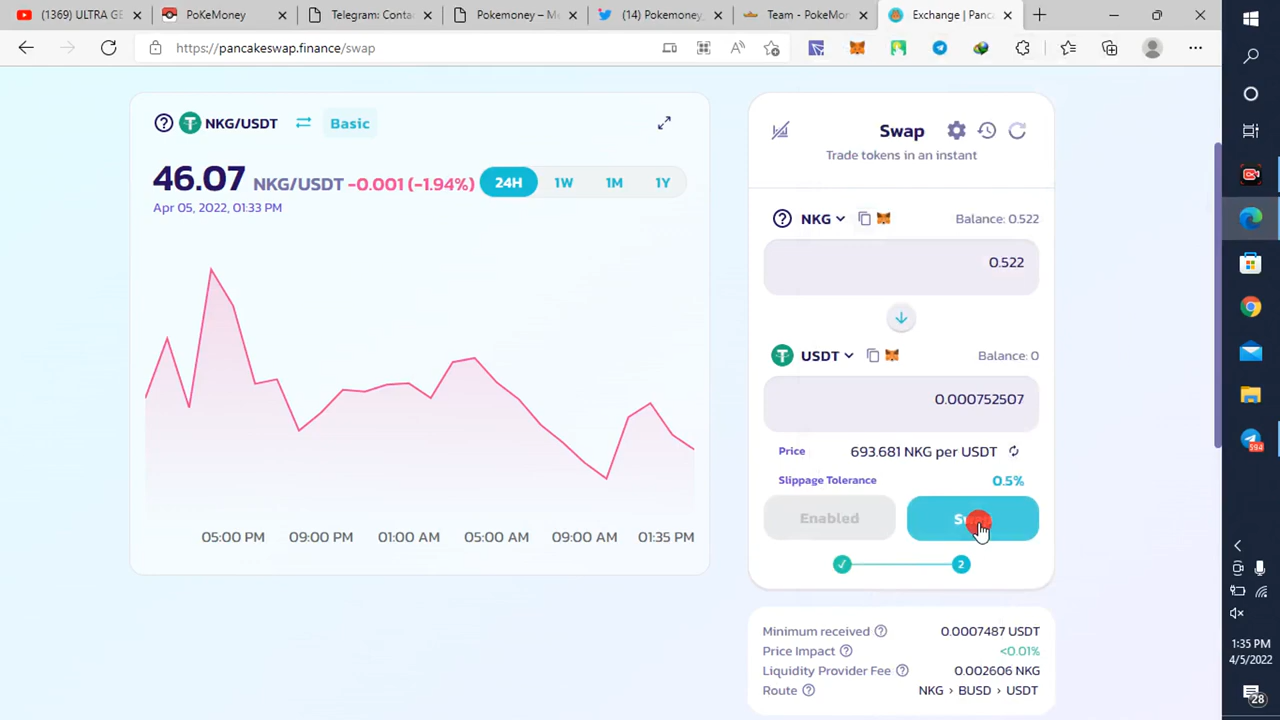 (1369) ULTRA GE
PoKeMoney
Telegram: Conta
Pokemoney – M
(14) Pokemoney
Team - PoKeMon
Exchange | Panc
https://pancakeswap.finance/swap
NKG/USDT
Basic
46.07 NKG/USDT -0.001 (-1.94%)
24H 1W 1M 1Y
Apr 05, 2022, 01:33 PM
05:00 PM 09:00 PM 01:00 AM 05:00 AM 09:00 AM 01:35 PM
Swap
Trade tokens in an instant
NKG Balance: 0.522
0.522
USDT Balance: 0
0.000752507
Price 693.681 NKG per USDT
Slippage Tolerance 0.5%
Enabled
2
Minimum received 0.0007487 USDT
Price Impact <0.01%
Liquidity Provider Fee 0.002606 NKG
Route NKG > BUSD > USDT
594
1:35 PM
4/5/2022
28